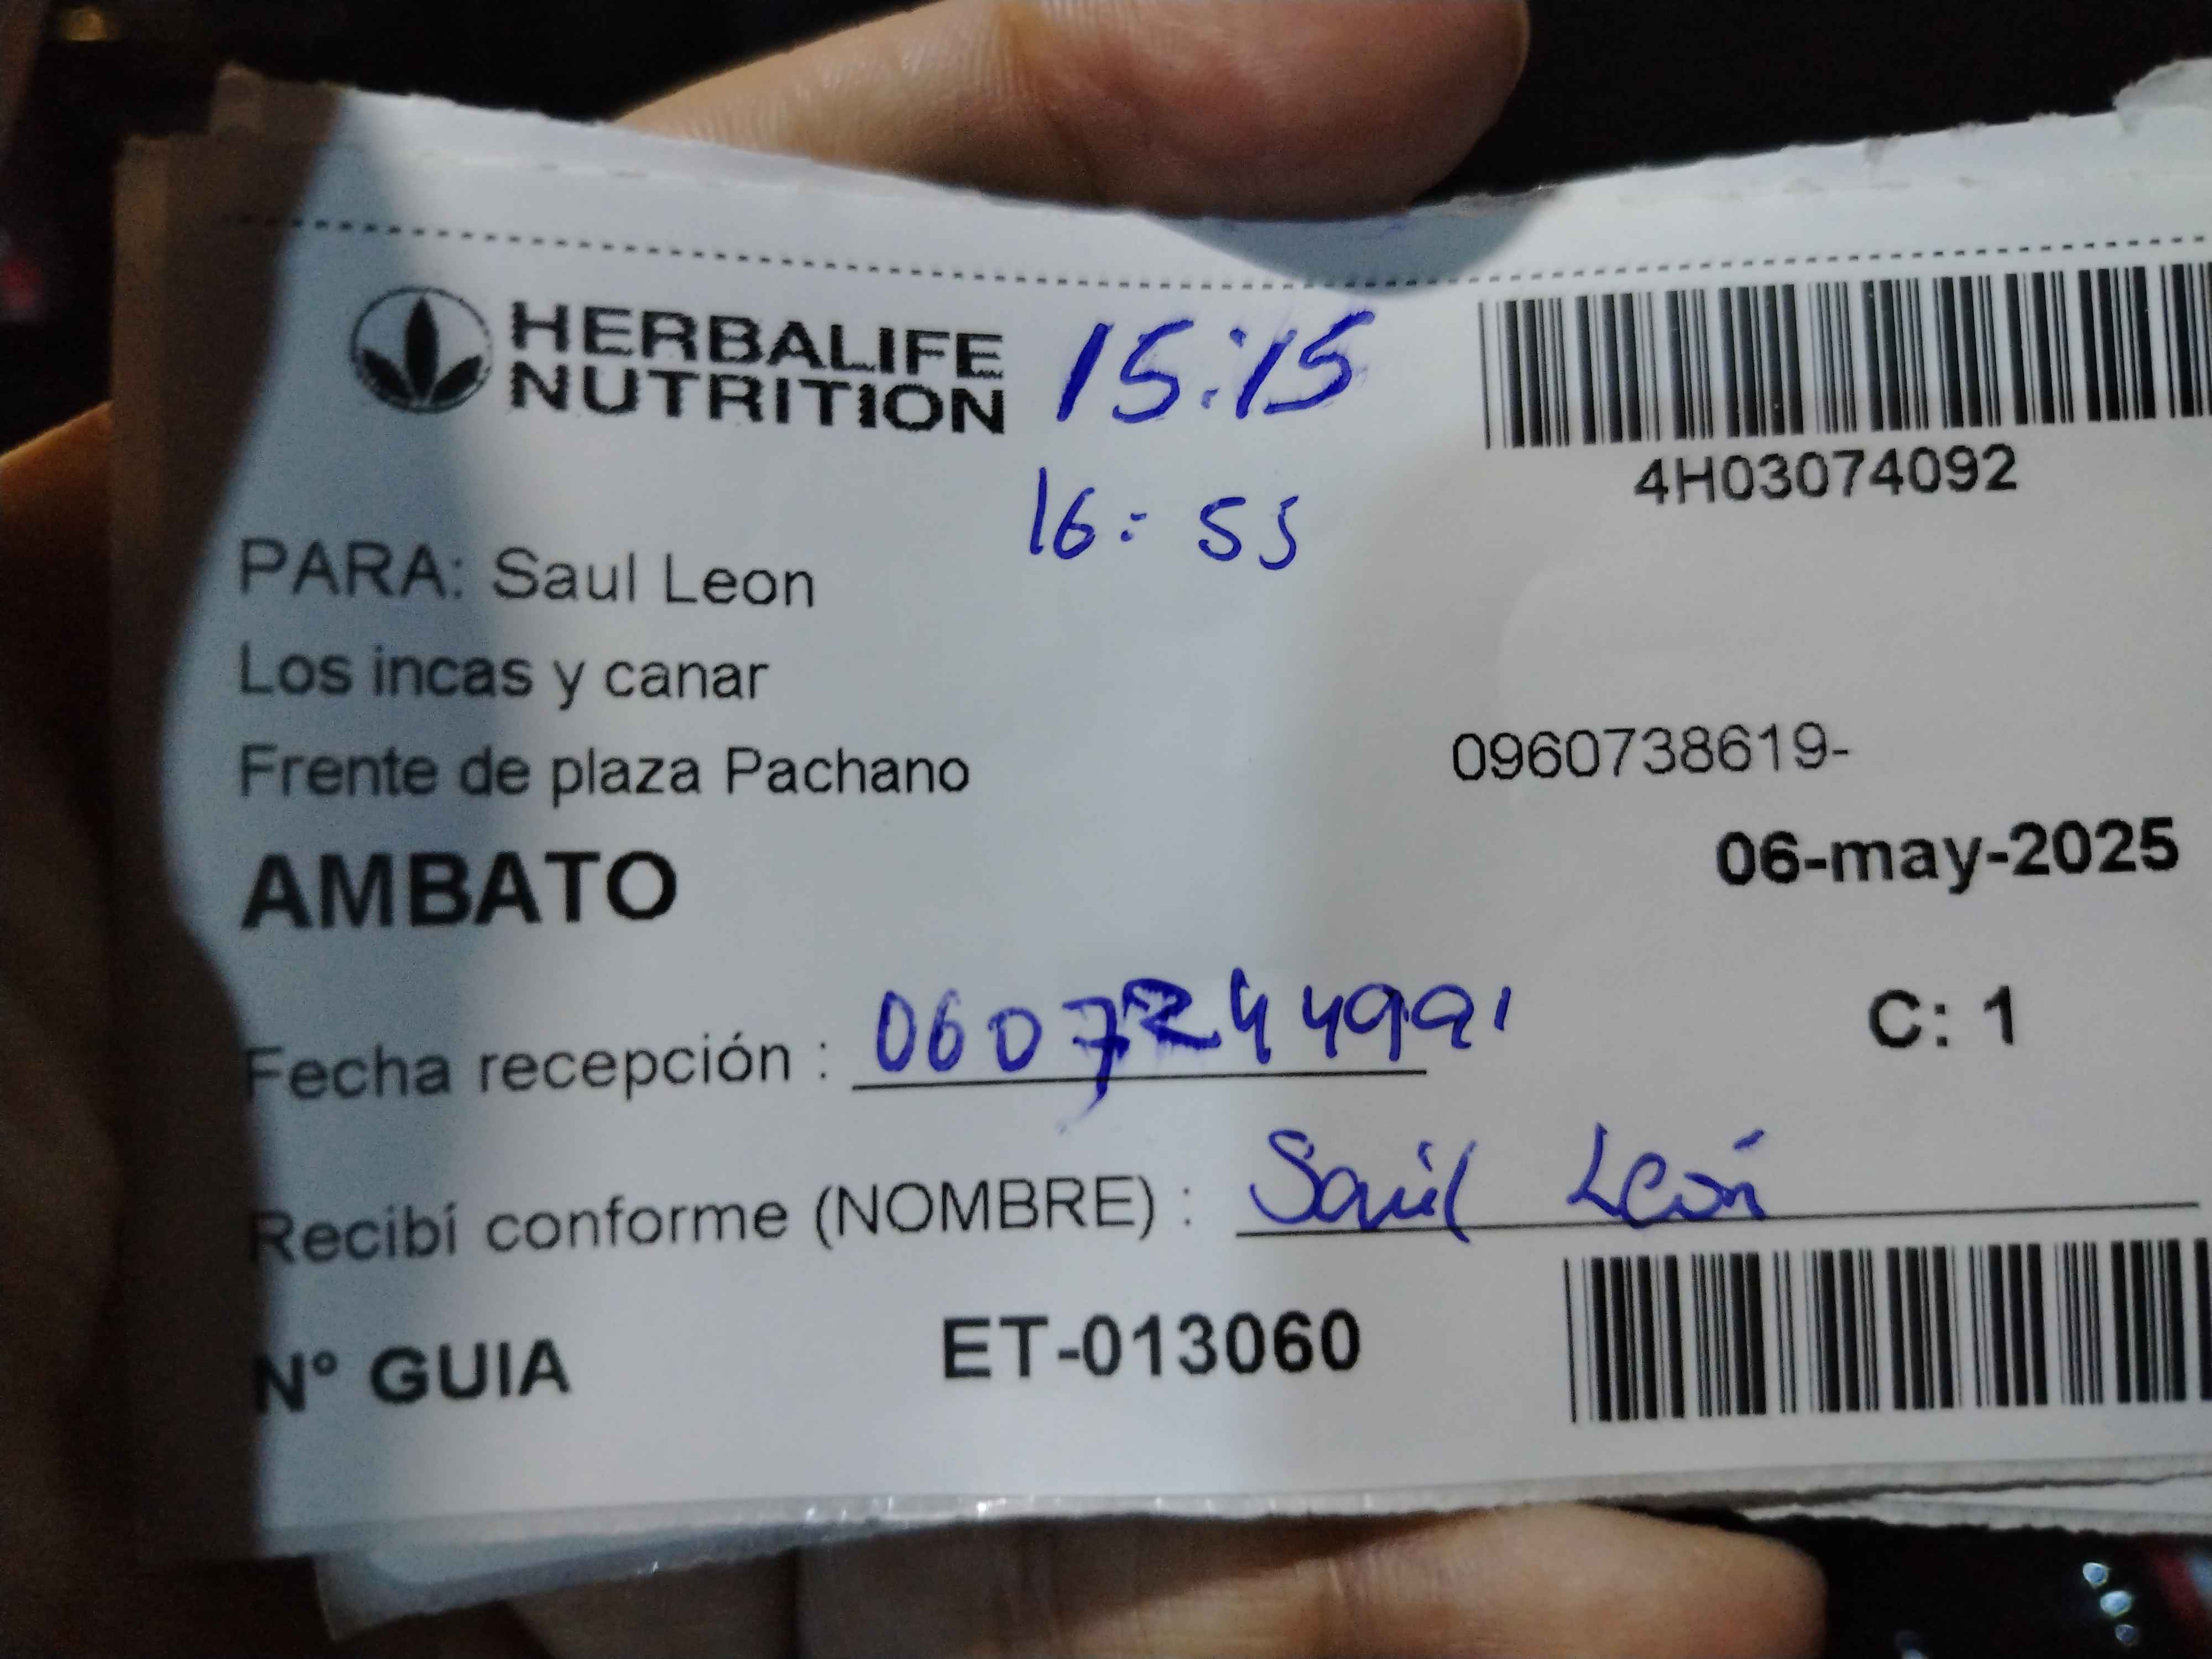 HERBALIFE
NUTRITION
15:15
4H03074092
16:55
PARA: Saul Leon
Los incas y canar
Frente de plaza Pachano
0960738619-
AMBATO
06-may-2025
Fecha recepción :
C: 1
Recibí conforme (NOMBRE) : Saúl León
N° GUIA ET-013060